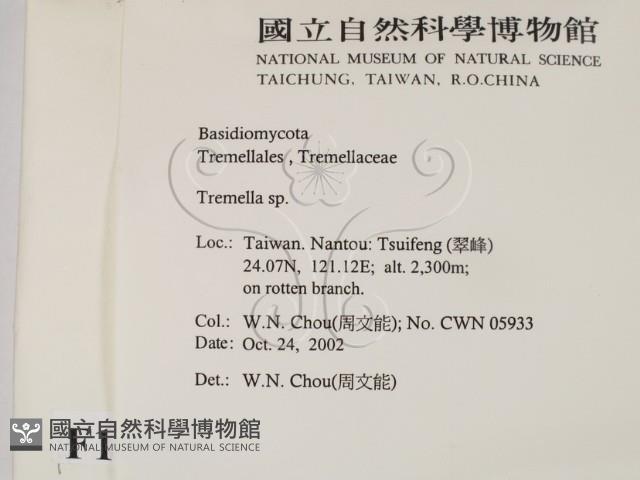 國立自然科學博物館
NATIONAL MUSEUM OF NATURAL SCIENCE
TAICHUNG, TAIWAN, R.O.CHINA
Basidiomycota
Tremellales , Tremellaceae
Tremella sp.
Loc.: Taiwan. Nantou: Tsuifeng (翠峰)
24.07N, 121.12E; alt. 2,300m;
on rotten branch.
Col.: W.N. Chou(周文能); No. CWN 05933
Date: Oct. 24, 2002
Det.: W.N. Chou(周文能)
國立自然科學博物館
NATIONAL MUSEUM OF NATURAL SCIENCE
F1